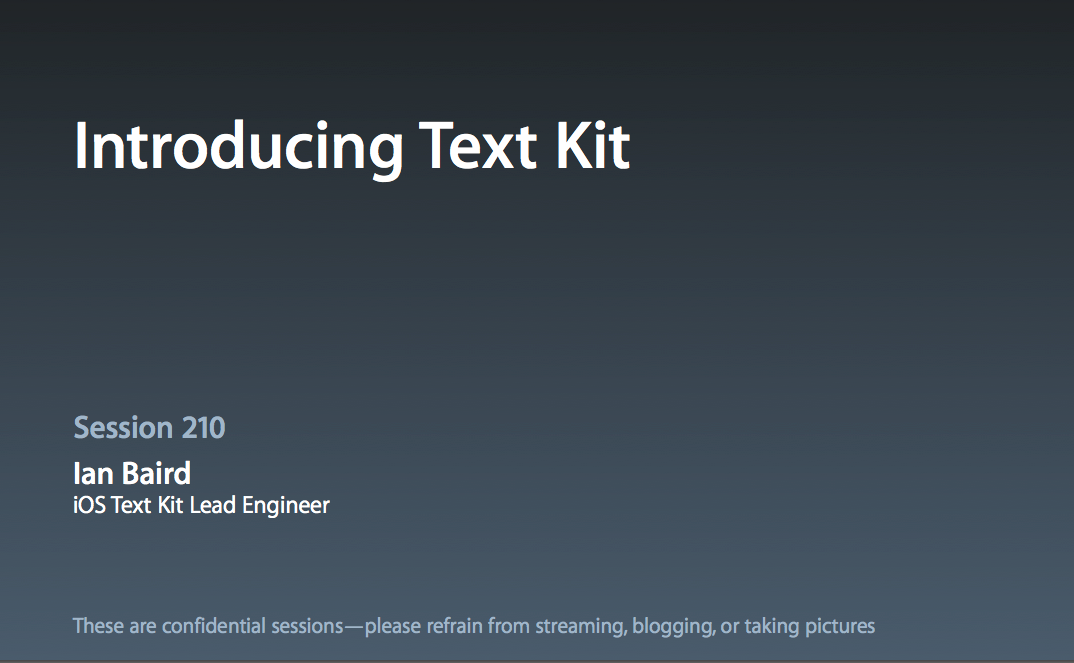 Introducing Text Kit
Session 210
Ian Baird
iOS Text Kit Lead Engineer
These are confidential sessions—please refrain from streaming, blogging, or taking pictures